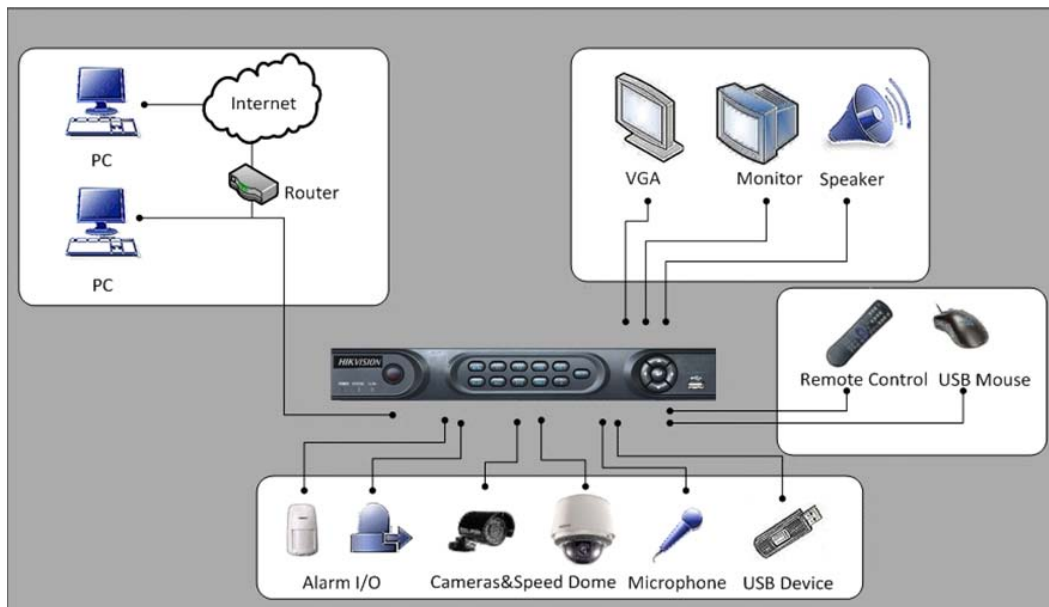 Internet
PC
Router
PC
VGA
Monitor
Speaker
HIKVISION
Remote Control
USB Mouse
Alarm I/O
Cameras&Speed Dome
Microphone
USB Device